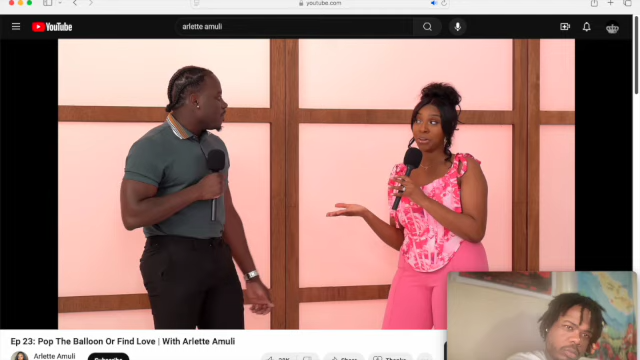 youtube.com
YouTube
arlette amuli
Ep 23: Pop The Balloon Or Find Love | With Arlette Amuli
Arlette Amuli
Subscribe
Share
Thanks